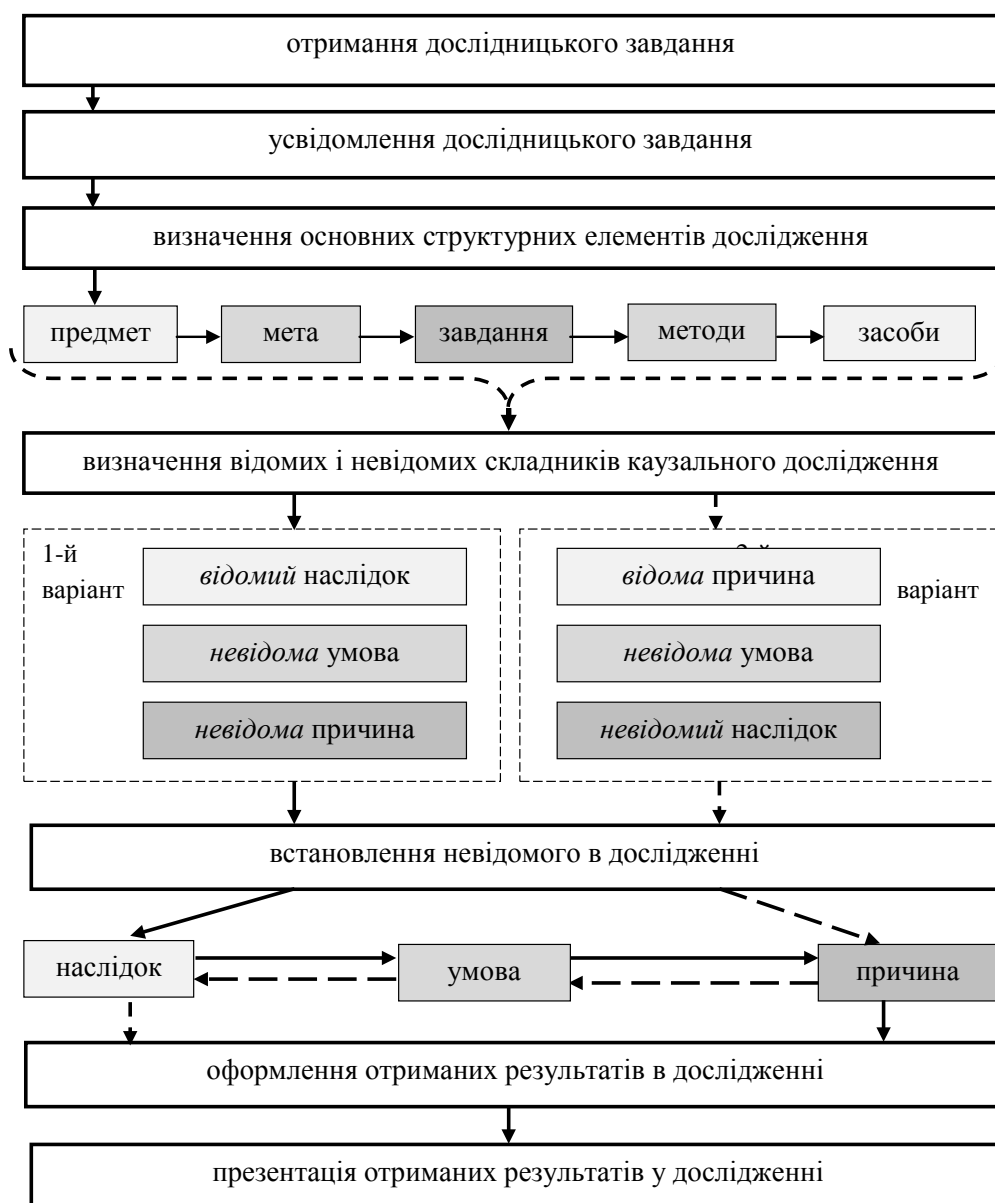 отримання дослідницького завдання
усвідомлення дослідницького завдання
визначення основних структурних елементів дослідження
предмет
мета
завдання
методи
засоби
визначення відомих і невідомих складників каузального дослідження
1-й
варіант
відомий наслідок
невідома умова
невідома причина
варіант
відома причина
невідома умова
невідомий наслідок
встановлення невідомого в дослідженні
наслідок
умова
причина
оформлення отриманих результатів в дослідженні
презентація отриманих результатів у дослідженні